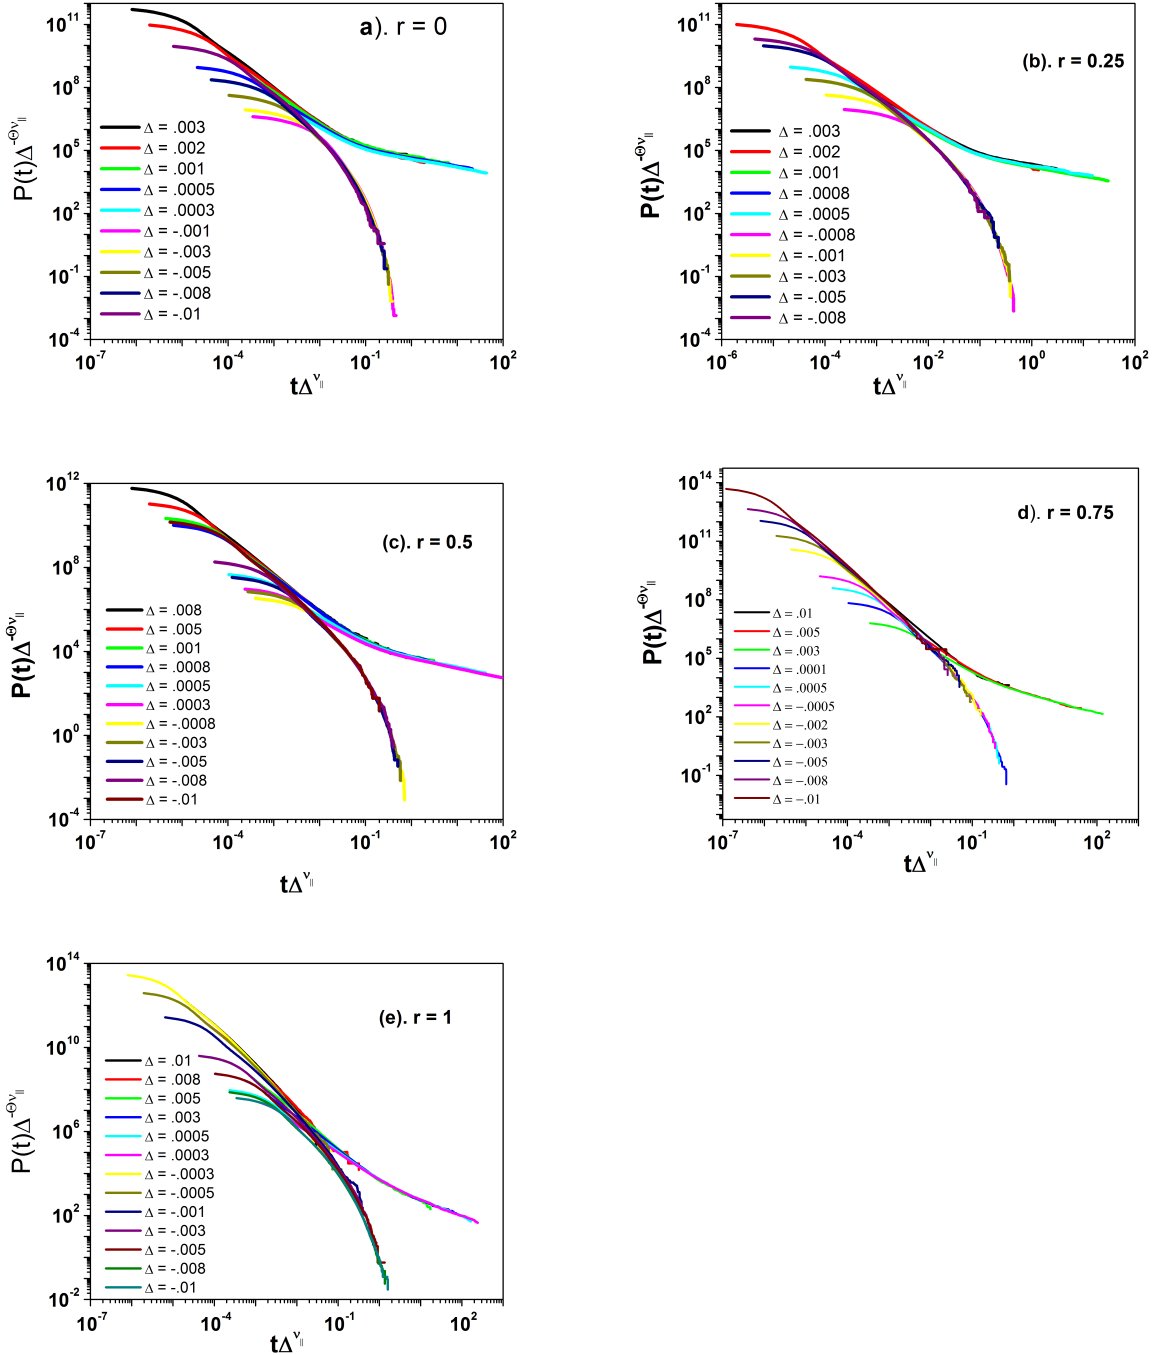 a). r = 0
10^11
10^8
10^5
10^2
10^-1
10^-4
P(t)Δ^-Θν||
Δ = .003
Δ = .002
Δ = .001
Δ = .0005
Δ = .0003
Δ = -.001
Δ = -.003
Δ = -.005
Δ = -.008
Δ = -.01
10^-7
10^-4
10^-1
10^2
tΔ^ν||
(b). r = 0.25
10^11
10^8
10^5
10^2
10^-1
10^-4
P(t)Δ^-Θν||
Δ = .003
Δ = .002
Δ = .001
Δ = .0008
Δ = .0005
Δ = -.0008
Δ = -.001
Δ = -.003
Δ = -.005
Δ = -.008
10^-6
10^-4
10^-2
10^0
10^2
tΔ^ν||
(c). r = 0.5
10^12
10^8
10^4
10^0
10^-4
P(t)Δ^-Θν||
Δ = .008
Δ = .005
Δ = .001
Δ = .0008
Δ = .0005
Δ = .0003
Δ = -.0008
Δ = -.003
Δ = -.005
Δ = -.008
Δ = -.01
10^-7
10^-4
10^-1
10^2
tΔ^ν||
d). r = 0.75
10^14
10^11
10^8
10^5
10^2
10^-1
P(t)Δ^-Θν||
Δ = .01
Δ = .005
Δ = .003
Δ = .0001
Δ = .0005
Δ = -.0005
Δ = -.002
Δ = -.003
Δ = -.005
Δ = -.008
Δ = -.01
10^-7
10^-4
10^-1
10^2
tΔ^ν||
(e). r = 1
10^14
10^10
10^6
10^2
10^-2
P(t)Δ^-Θν||
Δ = .01
Δ = .008
Δ = .005
Δ = .003
Δ = .0005
Δ = .0003
Δ = -.0003
Δ = -.0005
Δ = -.001
Δ = -.003
Δ = -.005
Δ = -.008
Δ = -.01
10^-7
10^-4
10^-1
10^2
tΔ^ν||